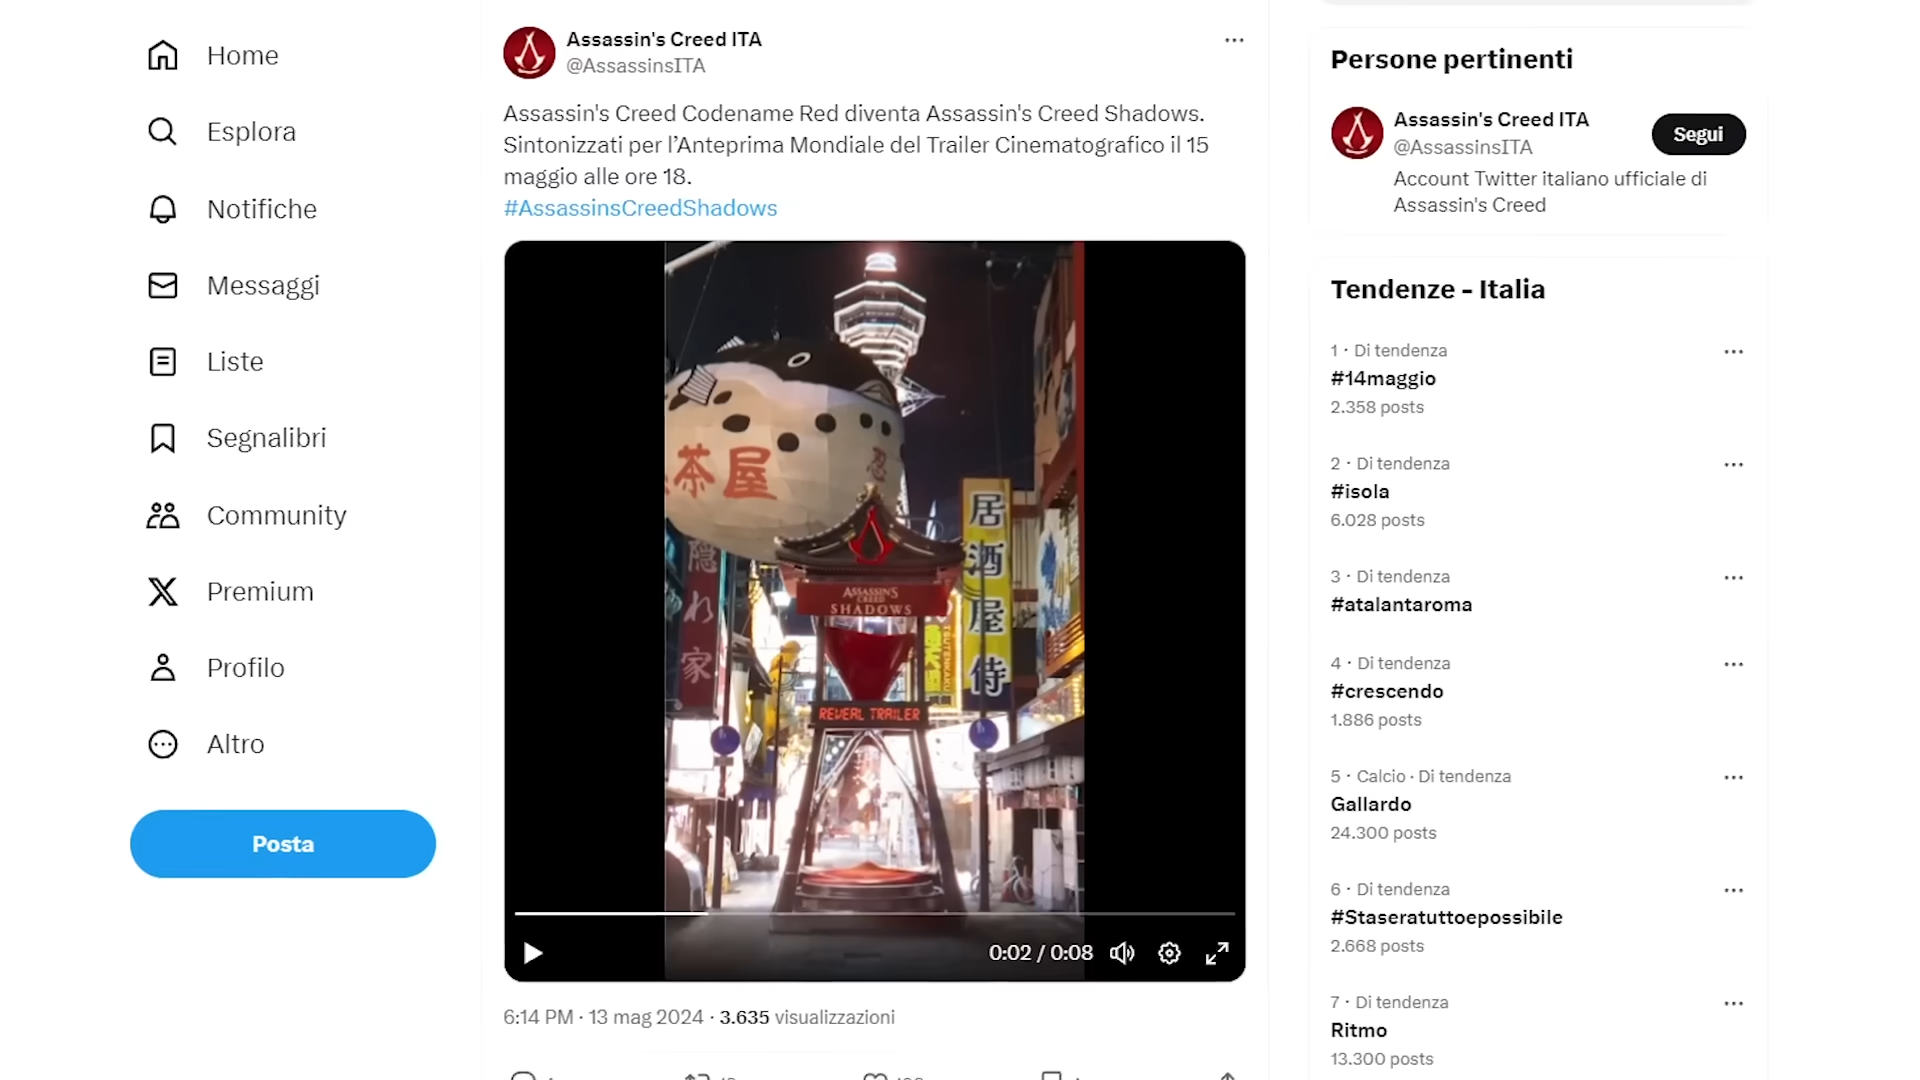 Home
Esplora
Notifiche
Messaggi
Liste
Segnalibri
Community
Premium
Profilo
Altro
Posta
Assassin's Creed ITA
@AssassinsITA
Assassin's Creed Codename Red diventa Assassin's Creed Shadows.
Sintonizzati per l’Anteprima Mondiale del Trailer Cinematografico il 15
maggio alle ore 18.
#AssassinsCreedShadows
茶屋
忍
隠れ家
居酒屋侍
ASSASSIN'S
CREED
SHADOWS
TSUTENKAKU
REVEAL TRAILER
0:02 / 0:08
6:14 PM · 13 mag 2024 · 3.635 visualizzazioni
Persone pertinenti
Assassin's Creed ITA
@AssassinsITA
Segui
Account Twitter italiano ufficiale di
Assassin's Creed
Tendenze - Italia
1 · Di tendenza
#14maggio
2.358 posts
2 · Di tendenza
#isola
6.028 posts
3 · Di tendenza
#atalantaroma
4 · Di tendenza
#crescendo
1.886 posts
5 · Calcio · Di tendenza
Gallardo
24.300 posts
6 · Di tendenza
#Staseratuttoepossibile
2.668 posts
7 · Di tendenza
Ritmo
13.300 posts